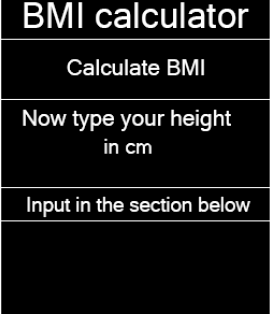 BMI calculator
Calculate BMI
Now type your height
in cm
Input in the section below